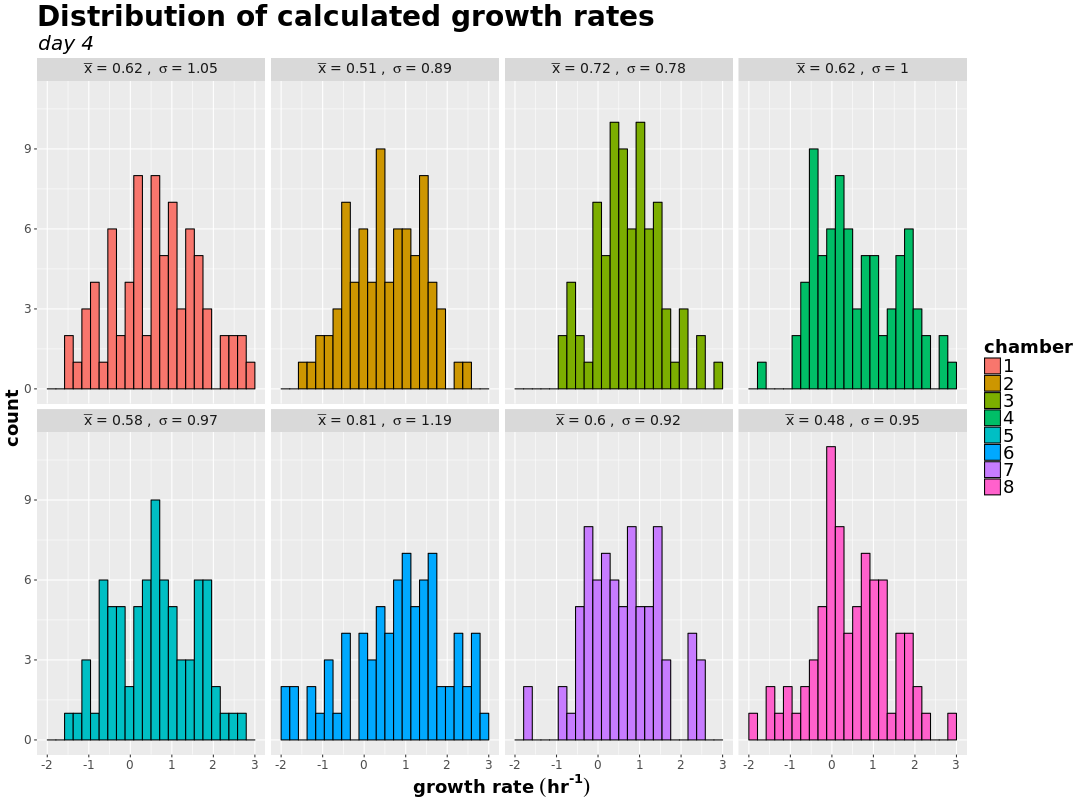 Distribution of calculated growth rates
day 4
x̅ = 0.62 , σ = 1.05
x̅ = 0.51 , σ = 0.89
x̅ = 0.72 , σ = 0.78
x̅ = 0.62 , σ = 1
9
6
3
0
x̅ = 0.58 , σ = 0.97
x̅ = 0.81 , σ = 1.19
x̅ = 0.6 , σ = 0.92
x̅ = 0.48 , σ = 0.95
9
6
3
0
-2 -1 0 1 2 3
-2 -1 0 1 2 3
-2 -1 0 1 2 3
-2 -1 0 1 2 3
count
growth rate (hr⁻¹)
chamber
1
2
3
4
5
6
7
8